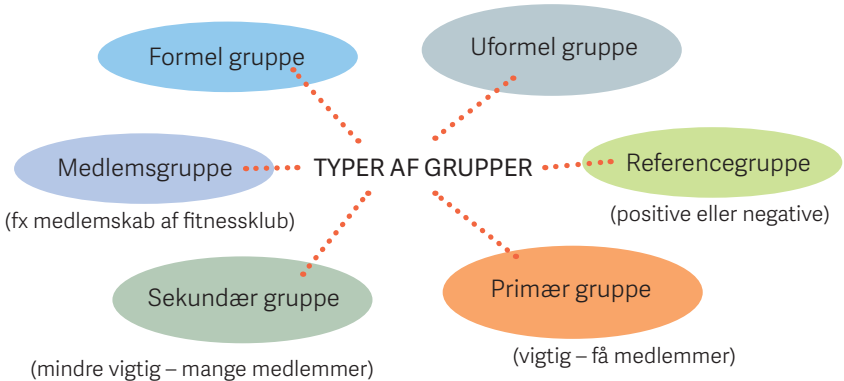 Formel gruppe
Uformel gruppe
Medlemsgruppe
TYPER AF GRUPPER
Referencegruppe
(fx medlemskab af fitnessklub)
(positive eller negative)
Sekundær gruppe
Primær gruppe
(mindre vigtig – mange medlemmer)
(vigtig – få medlemmer)